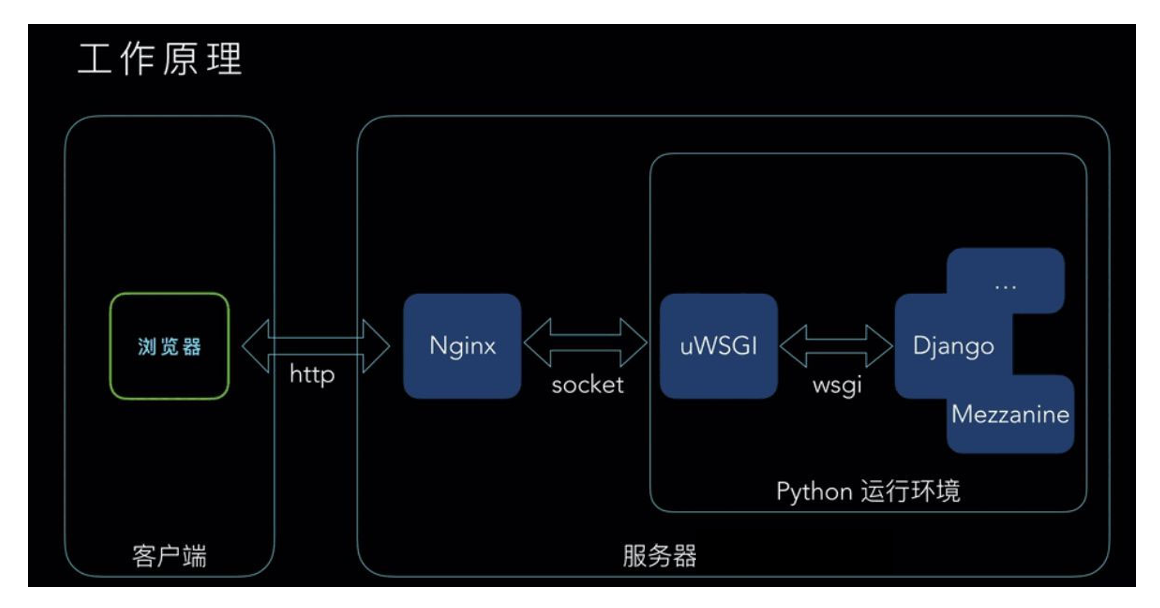 工作原理
浏览器
http
Nginx
socket
uWSGI
wsgi
...
Django
Mezzanine
Python 运行环境
客户端
服务器